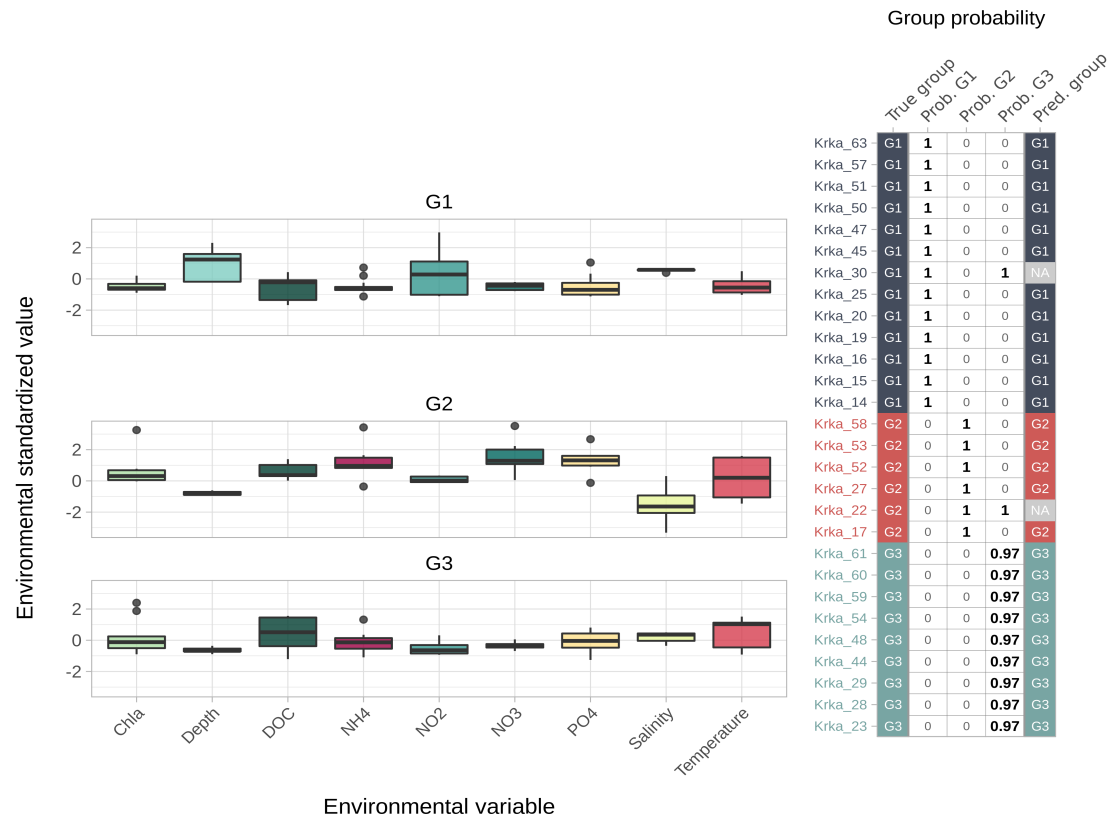 Group probability
True group
Prob. G1
Prob. G2
Prob. G3
Pred. group
Environmental standardized value
G1
2
0
-2
G2
2
0
-2
G3
2
0
-2
Chla
Depth
DOC
NH4
NO2
NO3
PO4
Salinity
Temperature
Environmental variable
Krka_63 G1 1 0 0 G1
Krka_57 G1 1 0 0 G1
Krka_51 G1 1 0 0 G1
Krka_50 G1 1 0 0 G1
Krka_47 G1 1 0 0 G1
Krka_45 G1 1 0 0 G1
Krka_30 G1 1 0 1 NA
Krka_25 G1 1 0 0 G1
Krka_20 G1 1 0 0 G1
Krka_19 G1 1 0 0 G1
Krka_16 G1 1 0 0 G1
Krka_15 G1 1 0 0 G1
Krka_14 G1 1 0 0 G1
Krka_58 G2 0 1 0 G2
Krka_53 G2 0 1 0 G2
Krka_52 G2 0 1 0 G2
Krka_27 G2 0 1 0 G2
Krka_22 G2 0 1 1 NA
Krka_17 G2 0 1 0 G2
Krka_61 G3 0 0 0.97 G3
Krka_60 G3 0 0 0.97 G3
Krka_59 G3 0 0 0.97 G3
Krka_54 G3 0 0 0.97 G3
Krka_48 G3 0 0 0.97 G3
Krka_44 G3 0 0 0.97 G3
Krka_29 G3 0 0 0.97 G3
Krka_28 G3 0 0 0.97 G3
Krka_23 G3 0 0 0.97 G3